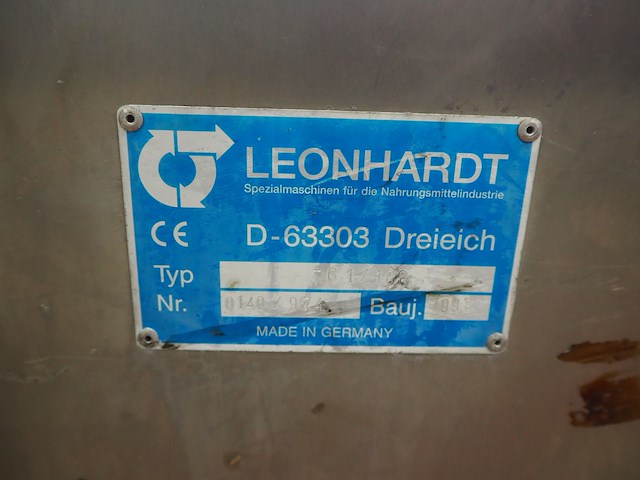 LEONHARDT
Spezialmaschinen für die Nahrungsmittelindustrie
CE
D-63303 Dreieich
Typ
Nr. Bauj.
MADE IN GERMANY